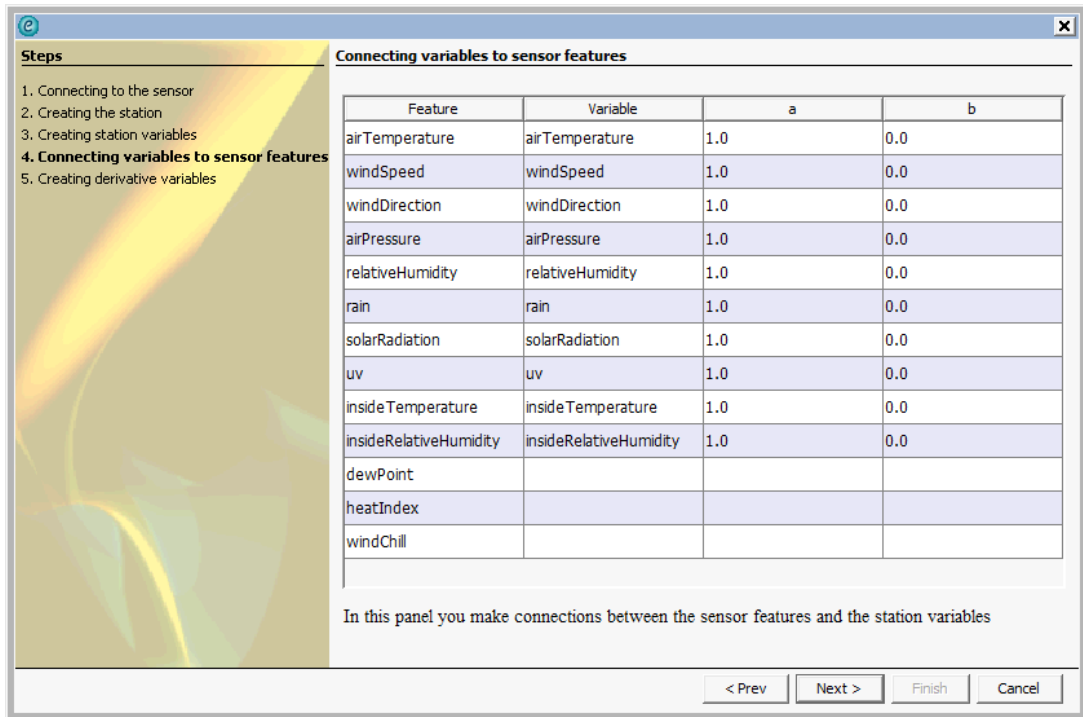 e
Steps
1. Connecting to the sensor
2. Creating the station
3. Creating station variables
4. Connecting variables to sensor features
5. Creating derivative variables
Connecting variables to sensor features
Feature Variable a b
airTemperature airTemperature 1.0 0.0
windSpeed windSpeed 1.0 0.0
windDirection windDirection 1.0 0.0
airPressure airPressure 1.0 0.0
relativeHumidity relativeHumidity 1.0 0.0
rain rain 1.0 0.0
solarRadiation solarRadiation 1.0 0.0
uv uv 1.0 0.0
insideTemperature insideTemperature 1.0 0.0
insideRelativeHumidity insideRelativeHumidity 1.0 0.0
dewPoint
heatIndex
windChill
In this panel you make connections between the sensor features and the station variables
< Prev Next > Finish Cancel